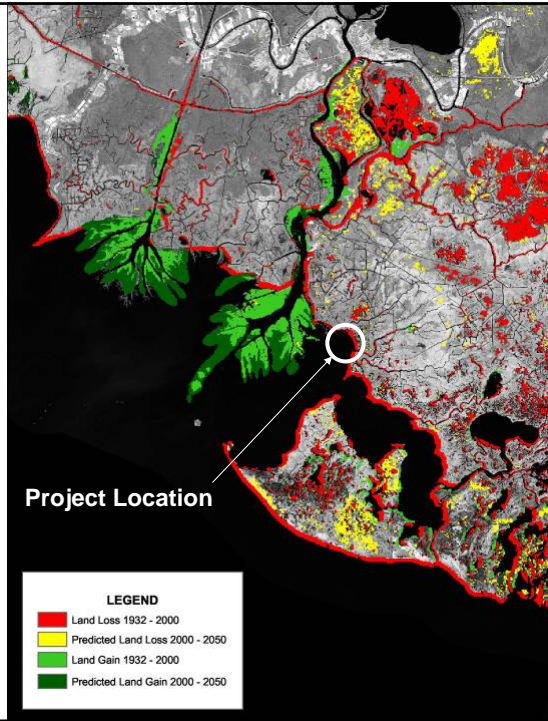 Project Location
LEGEND
Land Loss 1932 - 2000
Predicted Land Loss 2000 - 2050
Land Gain 1932 - 2000
Predicted Land Gain 2000 - 2050